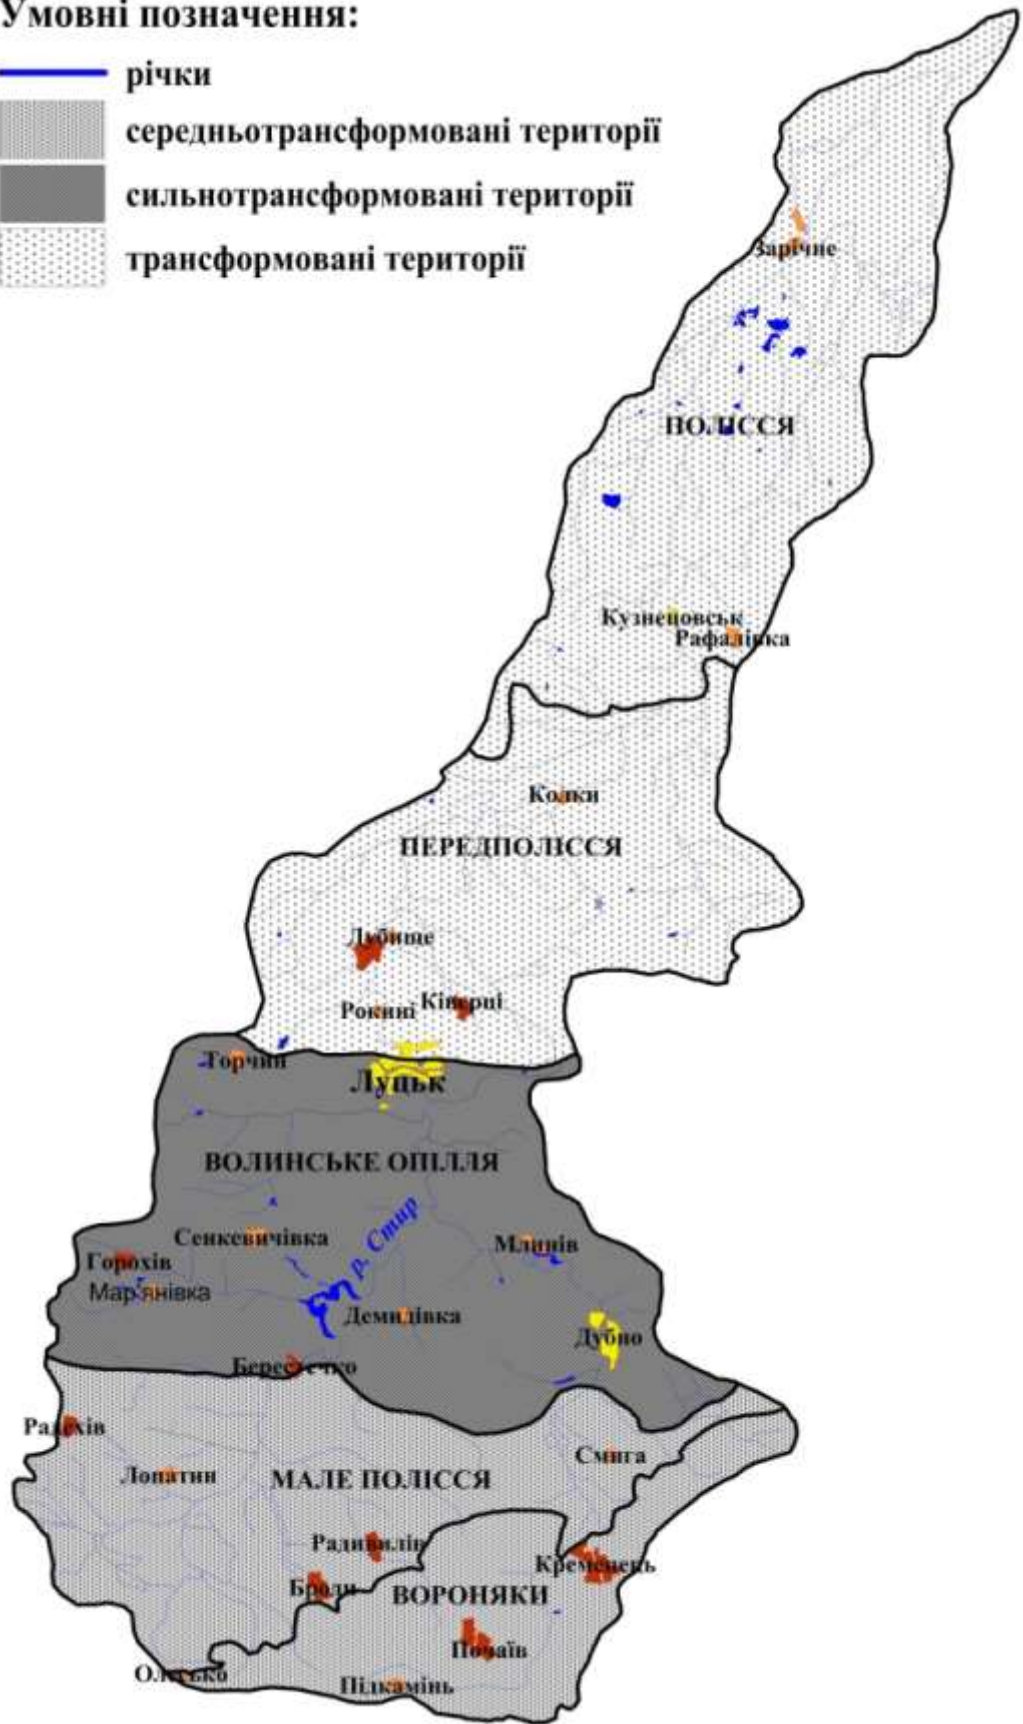 Умовні позначення:
річки
середньотрансформовані території
сильнотрансформовані території
трансформовані території
Зарічне
ПОЛІССЯ
Кузнецовськ
Рафалівка
Колки
ПЕРЕДПОЛІССЯ
Дубище
Рокині
Ківерці
Торчин
Луцьк
ВОЛИНСЬКЕ ОПІЛЛЯ
р. Стир
Сенкевичівка
Млинів
Горохів
Мар'янівка
Демидівка
Дубно
Берестечко
Радехів
Смига
Лопатин
МАЛЕ ПОЛІССЯ
Радивилів
Кременець
Броди
ВОРОНЯКИ
Почаїв
Олесько
Підкамінь